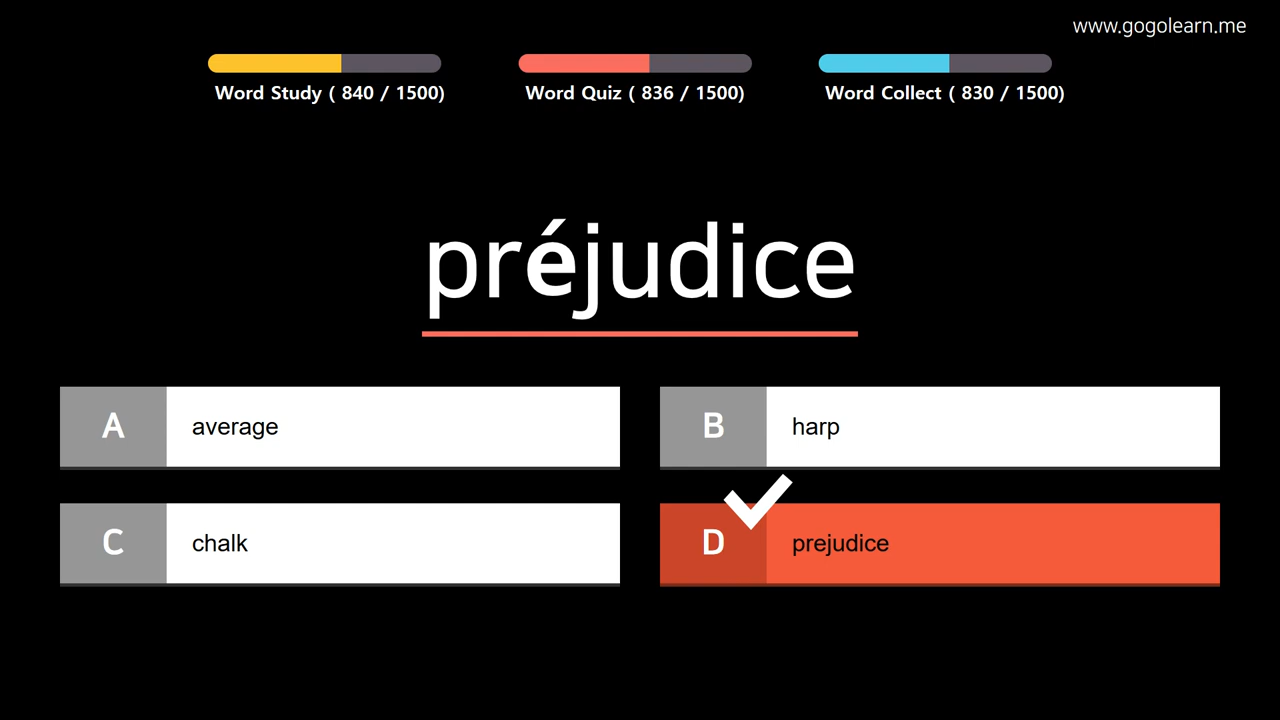 www.gogolearn.me
Word Study ( 840 / 1500)
Word Quiz ( 836 / 1500)
Word Collect ( 830 / 1500)
préjudice
A average
B harp
C chalk
D prejudice